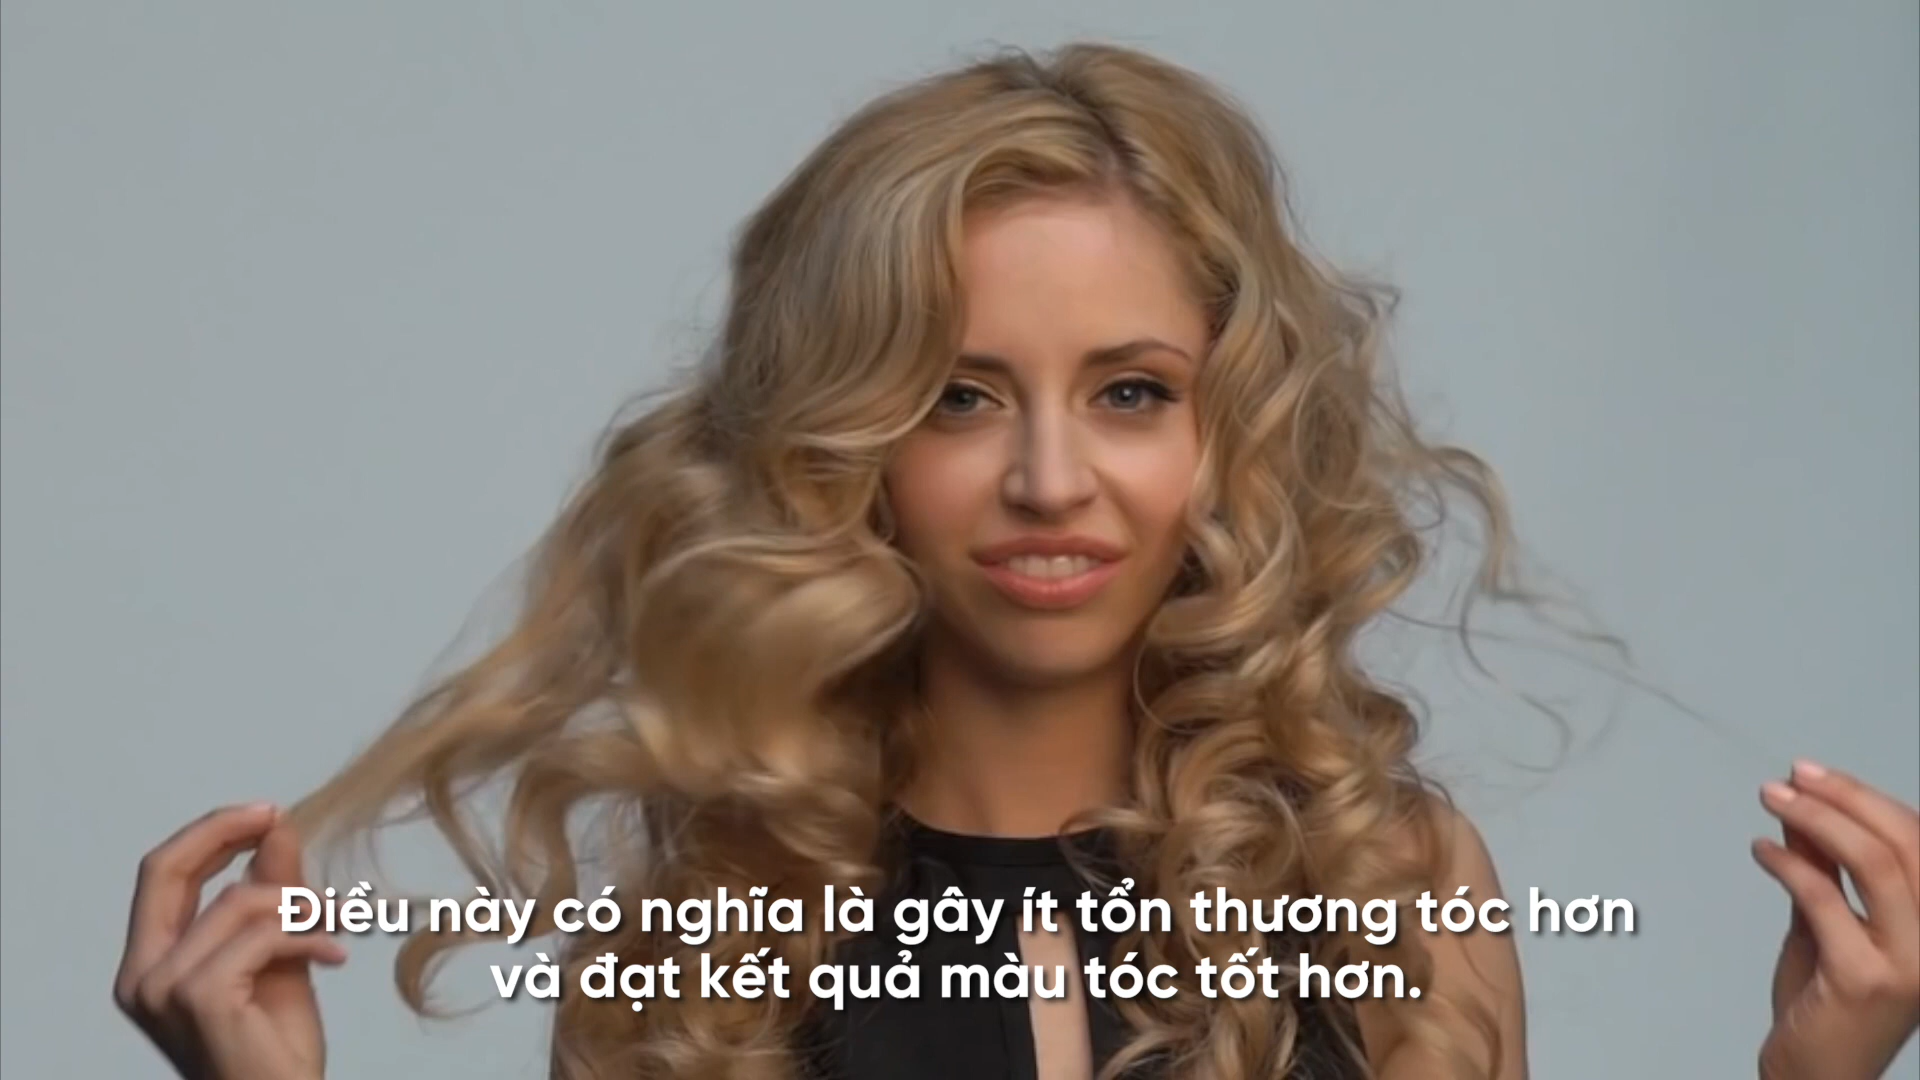 Điều này có nghĩa là gây ít tổn thương tóc hơn
và đạt kết quả màu tóc tốt hơn.